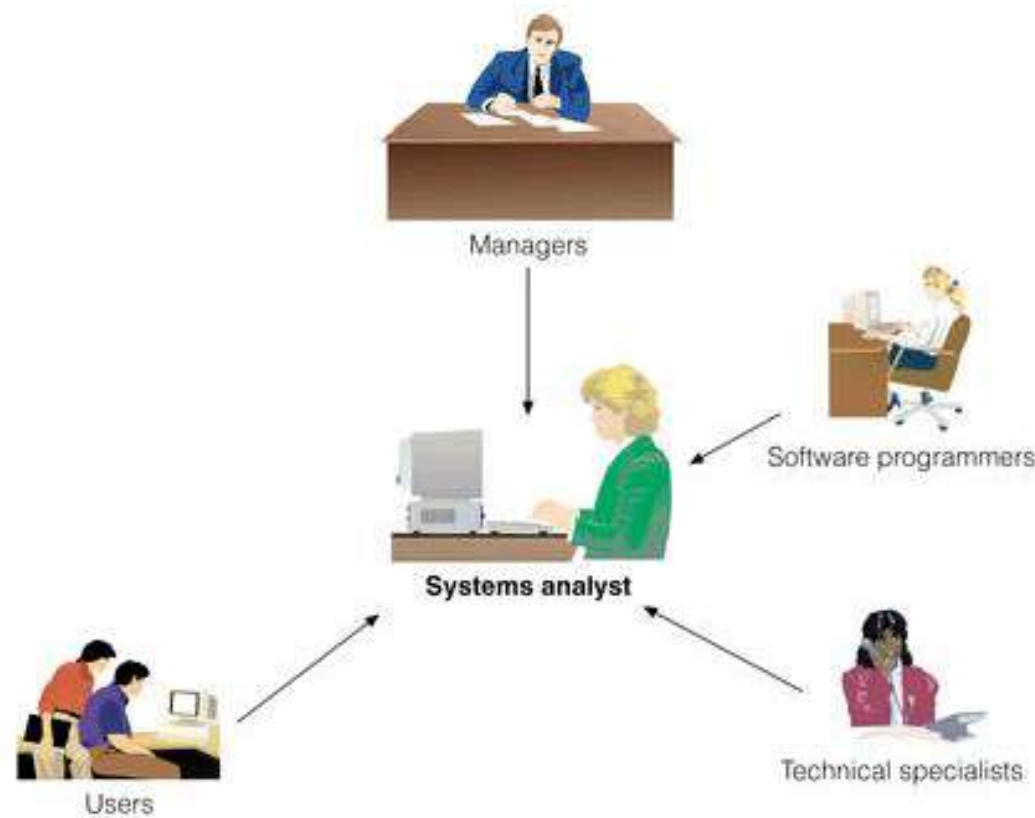 Managers
Software programmers
Systems analyst
Technical specialists
Users